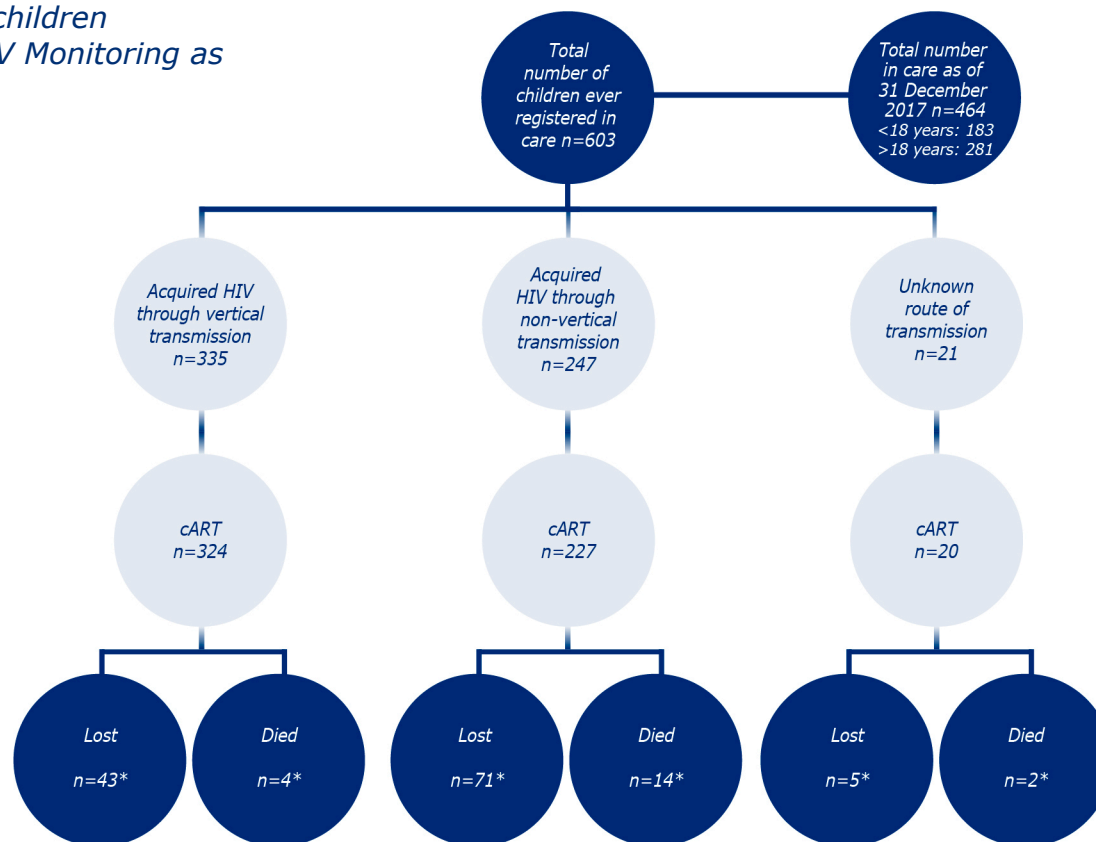 children
V Monitoring as
Total
number of
children ever
registered in
care n=603
Total number
in care as of
31 December
2017 n=464
<18 years: 183
>18 years: 281
Acquired HIV
through vertical
transmission
n=335
Acquired
HIV through
non-vertical
transmission
n=247
Unknown
route of
transmission
n=21
cART
n=324
cART
n=227
cART
n=20
Lost
n=43*
Died
n=4*
Lost
n=71*
Died
n=14*
Lost
n=5*
Died
n=2*